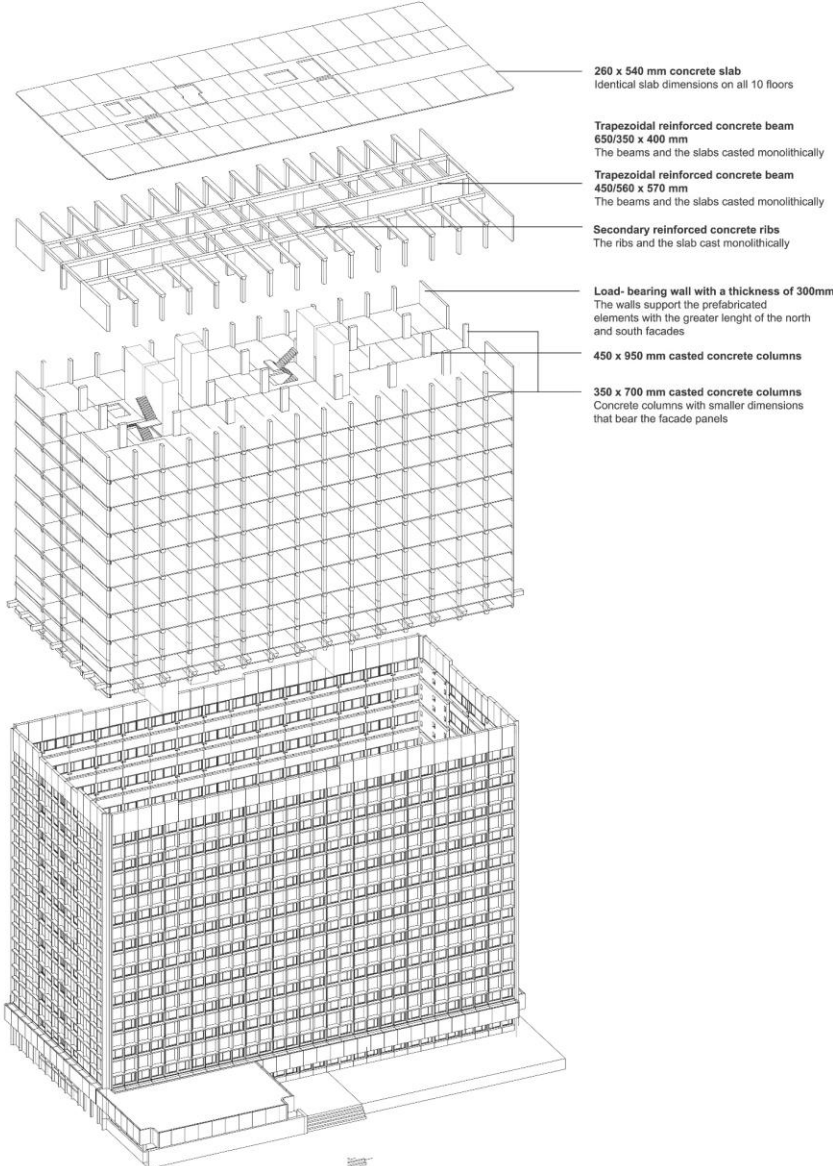 260 x 540 mm concrete slab
Identical slab dimensions on all 10 floors
Trapezoidal reinforced concrete beam
650/350 x 400 mm
The beams and the slabs casted monolithically
Trapezoidal reinforced concrete beam
450/560 x 570 mm
The beams and the slabs casted monolithically
Secondary reinforced concrete ribs
The ribs and the slab cast monolithically
Load- bearing wall with a thickness of 300mm
The walls support the prefabricated
elements with the greater lenght of the north
and south facades
450 x 950 mm casted concrete columns
350 x 700 mm casted concrete columns
Concrete columns with smaller dimensions
that bear the facade panels